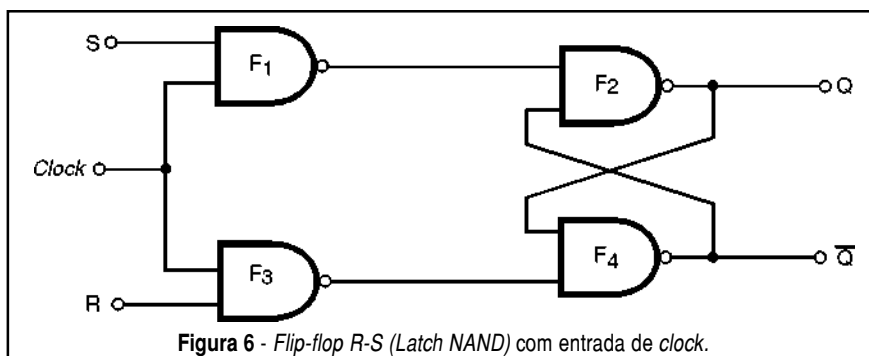 S
F1
F2
Q
Clock
F3
F4
Q̅
R
Figura 6 - Flip-flop R-S (Latch NAND) com entrada de clock.